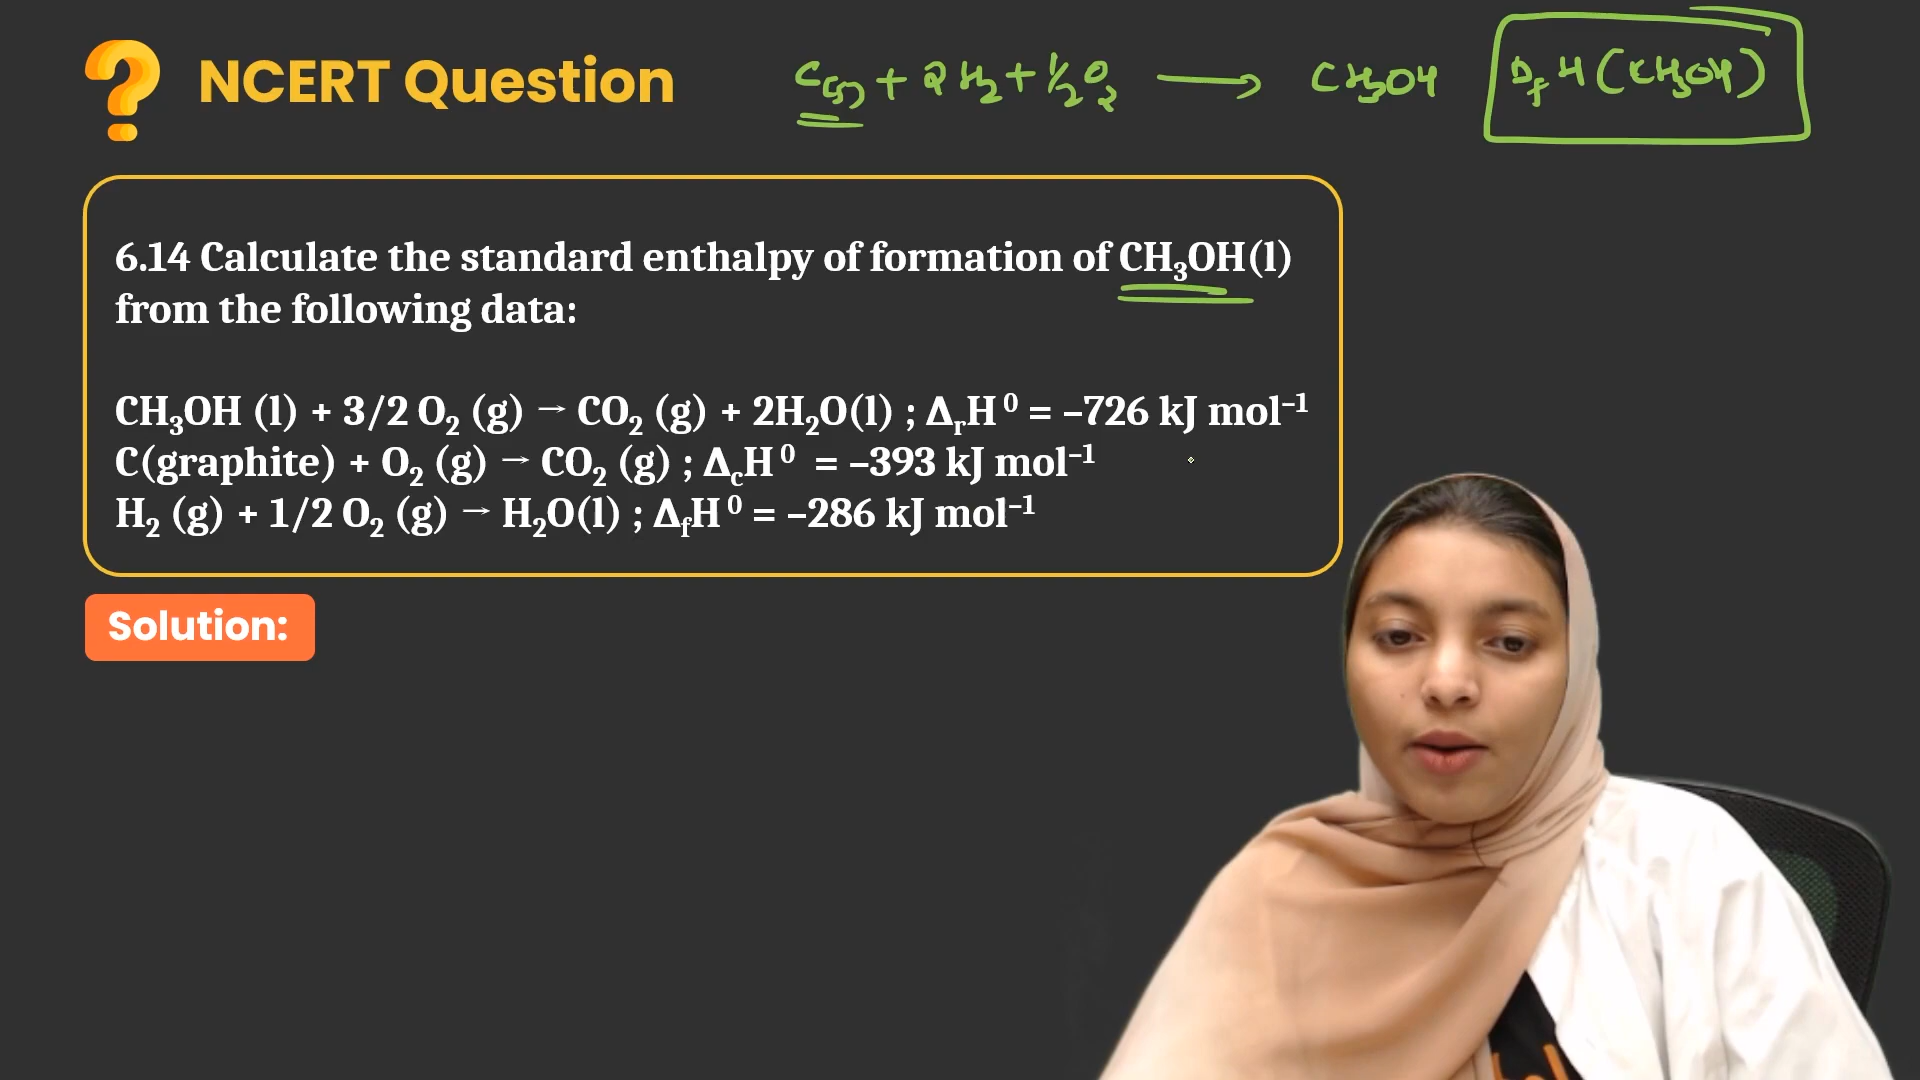 NCERT Question
C(s) + 2H₂ + 1/2 O₂ ⟶ CH₃OH ΔfH(CH₃OH)
6.14 Calculate the standard enthalpy of formation of CH₃OH(l)
from the following data:
CH₃OH (l) + 3/2 O₂ (g) → CO₂ (g) + 2H₂O(l) ; ΔᵣH⁰ = –726 kJ mol⁻¹
C(graphite) + O₂ (g) → CO₂ (g) ; ΔcH⁰ = –393 kJ mol⁻¹
H₂ (g) + 1/2 O₂ (g) → H₂O(l) ; ΔfH⁰ = –286 kJ mol⁻¹
Solution: